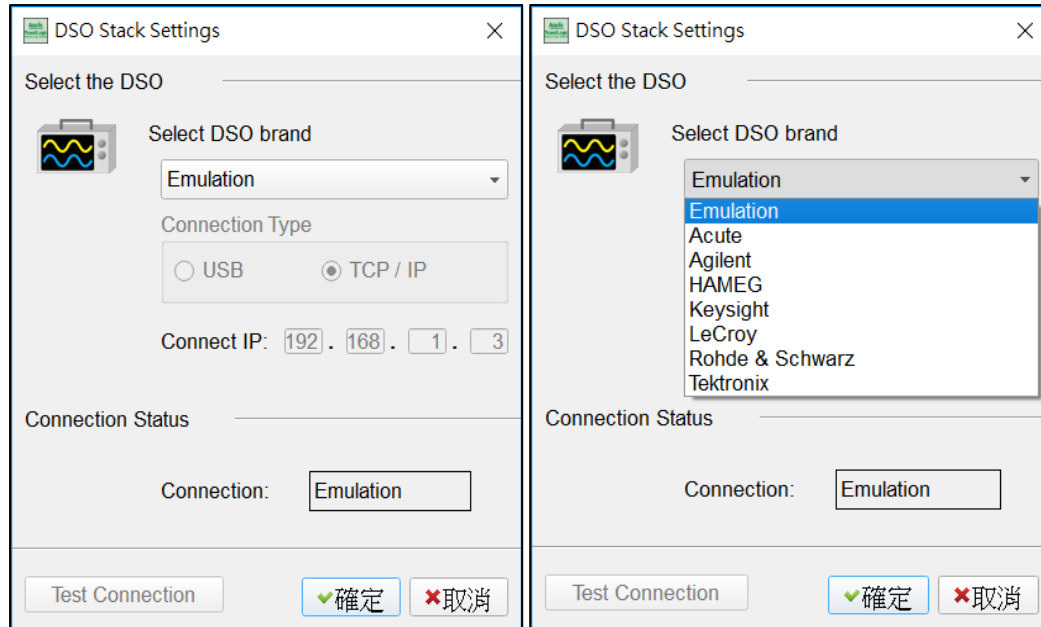 DSO Stack Settings
Select the DSO
Select DSO brand
Emulation
Connection Type
USB
TCP / IP
Connect IP: 192 . 168 . 1 . 3
Connection Status
Connection: Emulation
Test Connection
確定
取消
DSO Stack Settings
Select the DSO
Select DSO brand
Emulation
Emulation
Acute
Agilent
HAMEG
Keysight
LeCroy
Rohde & Schwarz
Tektronix
Connection Status
Connection: Emulation
Test Connection
確定
取消